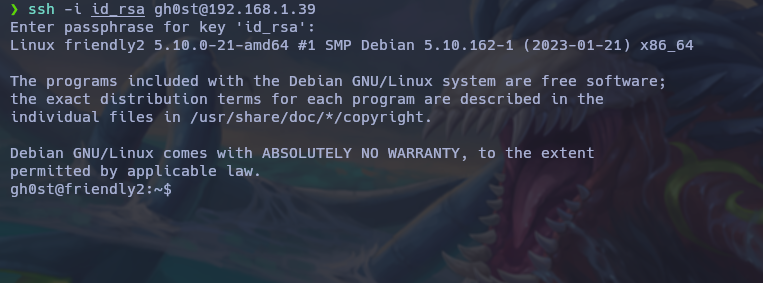 ❯ ssh -i id_rsa gh0st@192.168.1.39
Enter passphrase for key 'id_rsa':
Linux friendly2 5.10.0-21-amd64 #1 SMP Debian 5.10.162-1 (2023-01-21) x86_64
The programs included with the Debian GNU/Linux system are free software;
the exact distribution terms for each program are described in the
individual files in /usr/share/doc/*/copyright.
Debian GNU/Linux comes with ABSOLUTELY NO WARRANTY, to the extent
permitted by applicable law.
gh0st@friendly2:~$